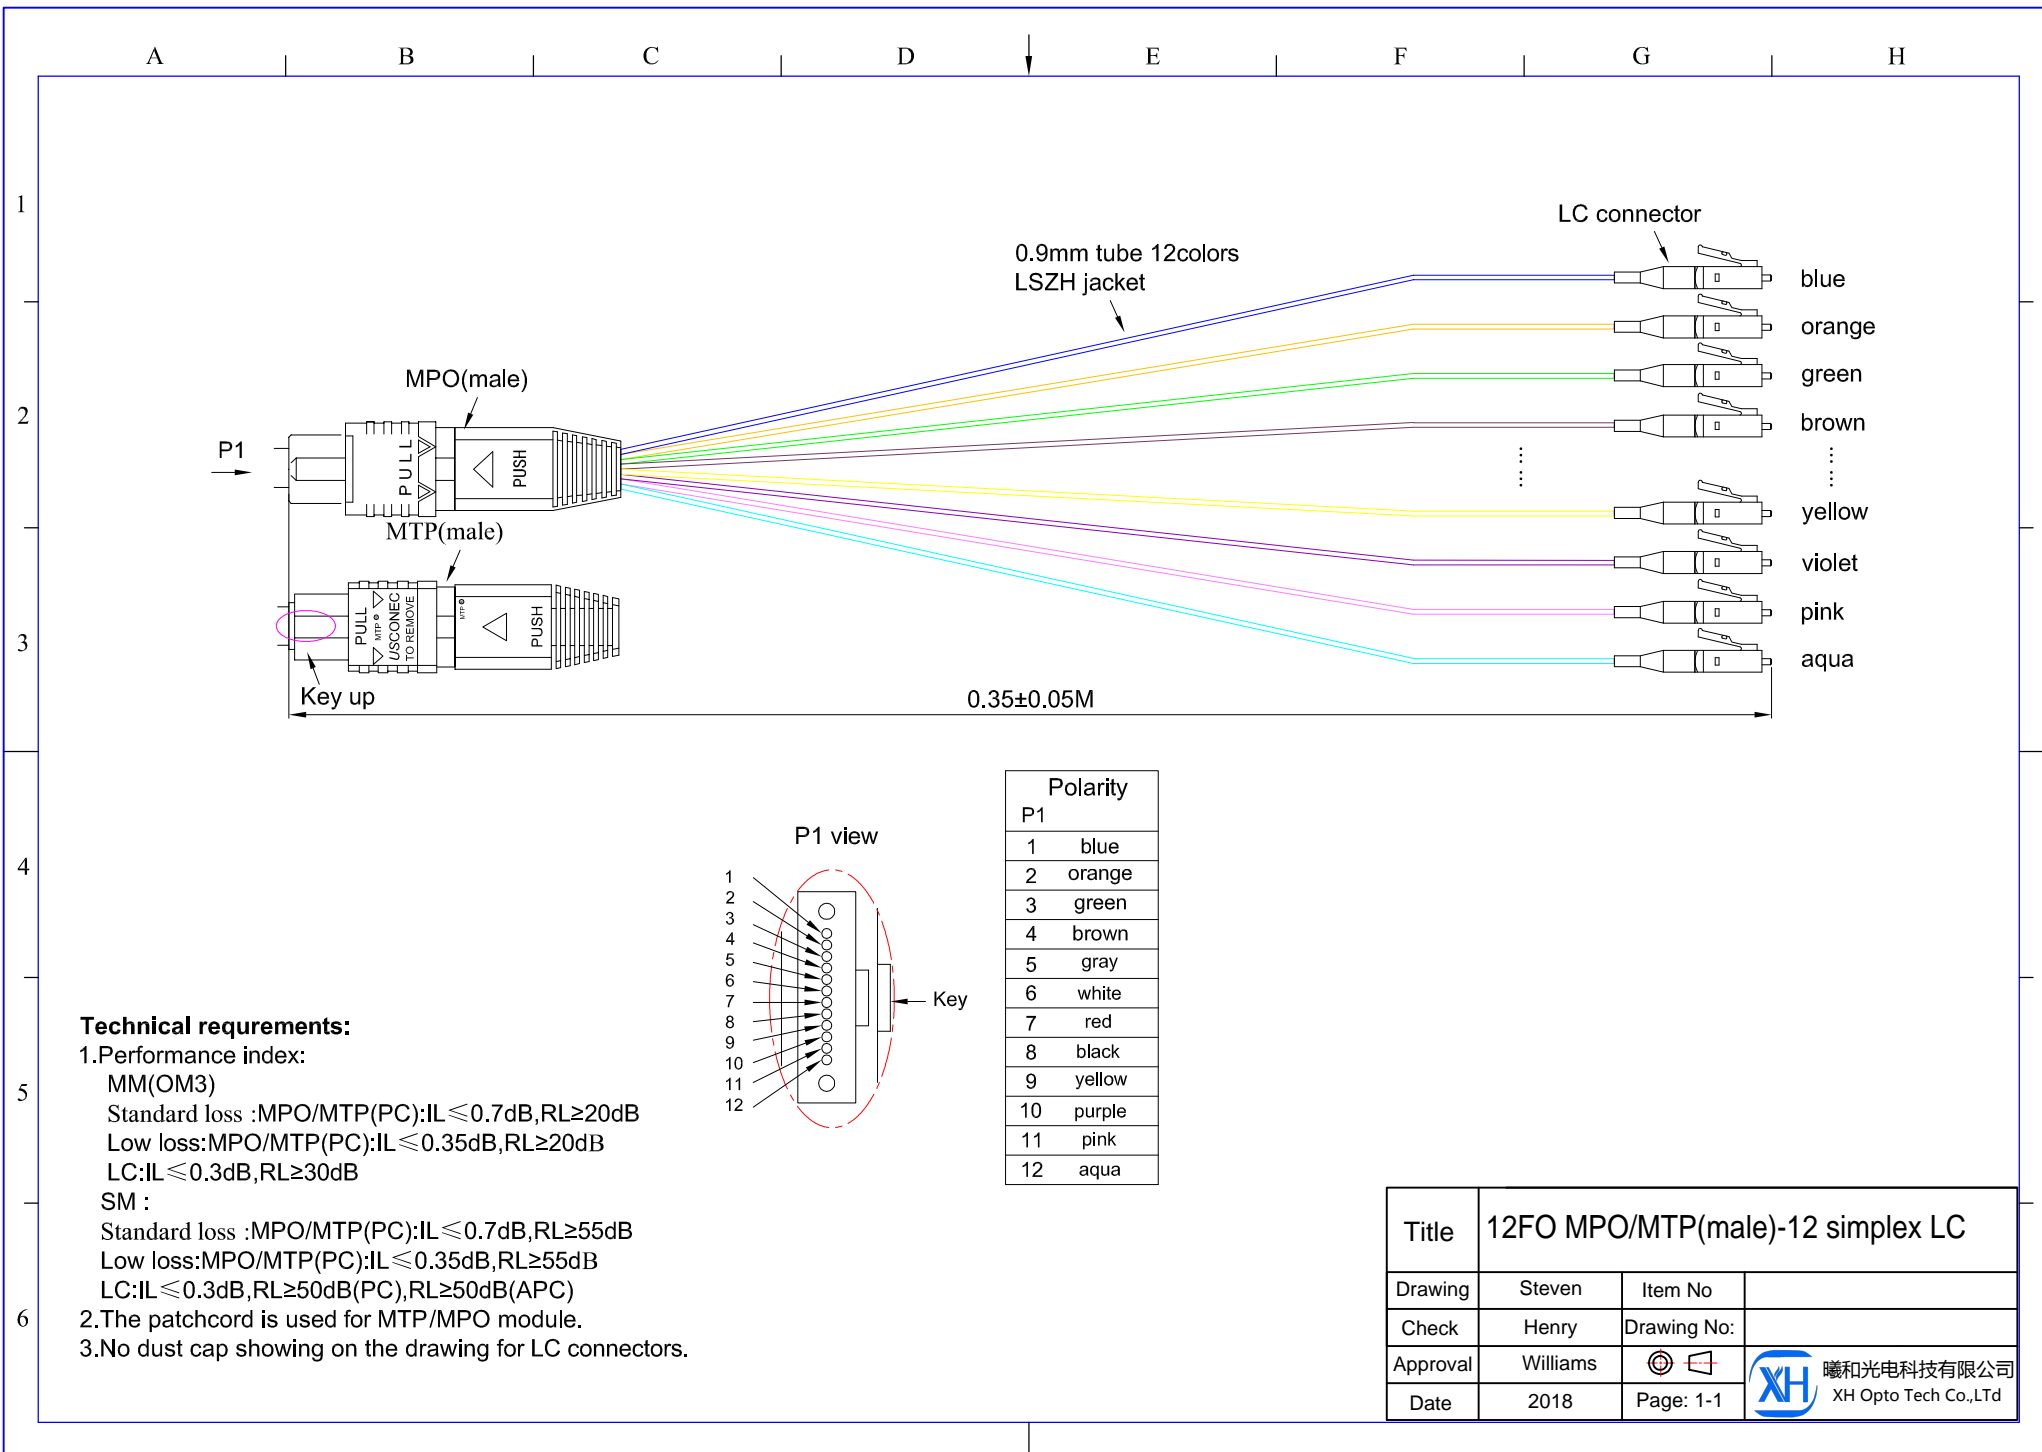 A B C D E F G H
1
2
3
4
5
6
LC connector
0.9mm tube 12colors
LSZH jacket
blue
orange
green
brown
yellow
violet
pink
aqua
MPO(male)
P1
PULL
PUSH
MTP(male)
PULL
MTP®
USCONEC
TO REMOVE
MTP®
PUSH
Key up
0.35±0.05M
P1 view
1
2
3
4
5
6
7
8
9
10
11
12
Key
Polarity
P1
1 blue
2 orange
3 green
4 brown
5 gray
6 white
7 red
8 black
9 yellow
10 purple
11 pink
12 aqua
Technical requrements:
1.Performance index:
MM(OM3)
Standard loss :MPO/MTP(PC):IL≤0.7dB,RL≥20dB
Low loss:MPO/MTP(PC):IL≤0.35dB,RL≥20dB
LC:IL≤0.3dB,RL≥30dB
SM :
Standard loss :MPO/MTP(PC):IL≤0.7dB,RL≥55dB
Low loss:MPO/MTP(PC):IL≤0.35dB,RL≥55dB
LC:IL≤0.3dB,RL≥50dB(PC),RL≥50dB(APC)
2.The patchcord is used for MTP/MPO module.
3.No dust cap showing on the drawing for LC connectors.
Title 12FO MPO/MTP(male)-12 simplex LC
Drawing Steven Item No
Check Henry Drawing No:
Approval Williams
Date 2018 Page: 1-1
XH
曦和光电科技有限公司
XH Opto Tech Co.,LTd